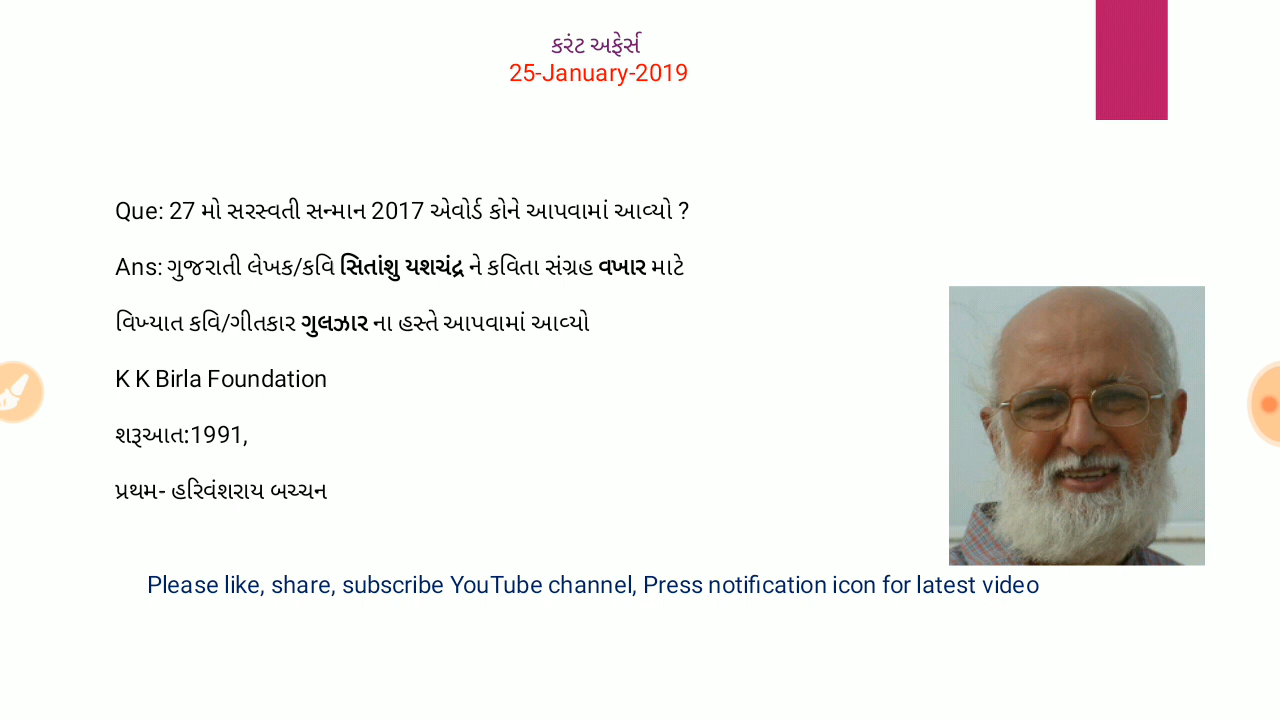 કરંટ અફેર્સ
25-January-2019
Que: 27 મો સરસ્વતી સન્માન 2017 એવોર્ડ કોને આપવામાં આવ્યો ?
Ans: ગુજરાતી લેખક/કવિ સિતાંશુ યશચંદ્ર ને કવિતા સંગ્રહ વખાર માટે
વિખ્યાત કવિ/ગીતકાર ગુલઝાર ના હસ્તે આપવામાં આવ્યો
K K Birla Foundation
શરૂઆત:1991,
પ્રથમ- હરિવંશરાય બચ્ચન
Please like, share, subscribe YouTube channel, Press notification icon for latest video